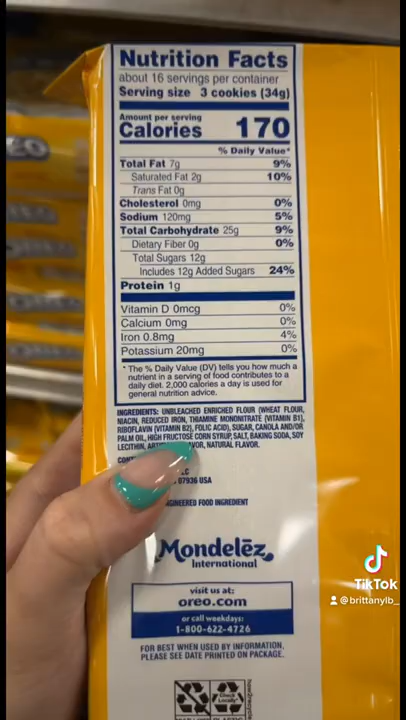 Nutrition Facts
about 16 servings per container
Serving size 3 cookies (34g)
Amount per serving
Calories 170
% Daily Value*
Total Fat 7g 9%
Saturated Fat 2g 10%
Trans Fat 0g
Cholesterol 0mg 0%
Sodium 120mg 5%
Total Carbohydrate 25g 9%
Dietary Fiber 0g 0%
Total Sugars 12g
Includes 12g Added Sugars 24%
Protein 1g
Vitamin D 0mcg 0%
Calcium 0mg 0%
Iron 0.8mg 4%
Potassium 20mg 0%
* The % Daily Value (DV) tells you how much a
nutrient in a serving of food contributes to a
daily diet. 2,000 calories a day is used for
general nutrition advice.
INGREDIENTS: UNBLEACHED ENRICHED FLOUR (WHEAT FLOUR,
NIACIN, REDUCED IRON, THIAMINE MONONITRATE (VITAMIN B1),
RIBOFLAVIN (VITAMIN B2), FOLIC ACID), SUGAR, CANOLA AND/OR
PALM OIL, HIGH FRUCTOSE CORN SYRUP, SALT, BAKING SODA, SOY
LECITHIN, NATURAL FLAVOR.
07936 USA
FOOD INGREDIENT
Mondelēz
International
visit us at:
oreo.com
or call weekdays:
1-800-622-4726
FOR BEST WHEN USED BY INFORMATION,
PLEASE SEE DATE PRINTED ON PACKAGE.
Check
Locally*
TikTok
@brittanylb_